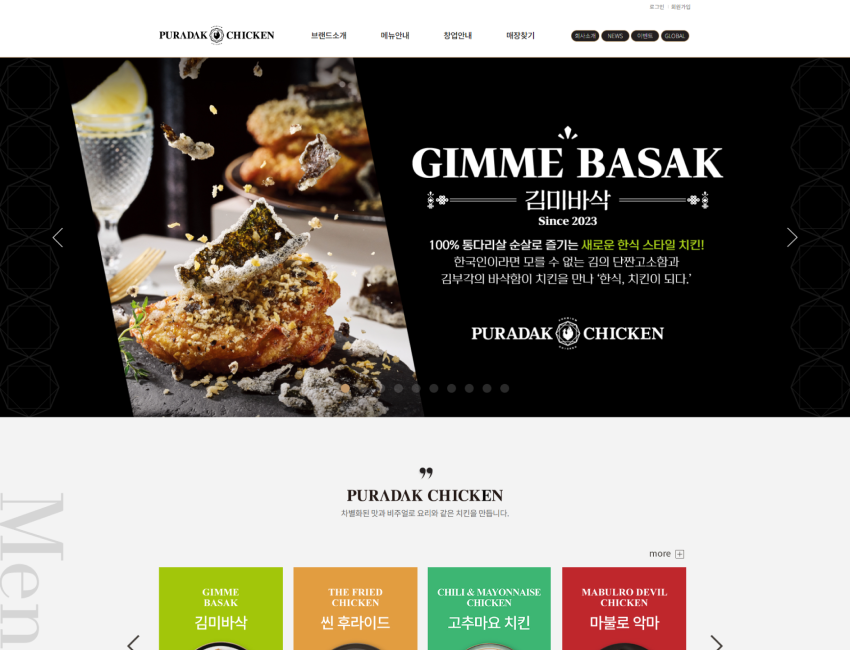 로그인 회원가입
PURADAK CHICKEN
브랜드소개 메뉴안내 창업안내 매장찾기
회사소개 NEWS 이벤트 GLOBAL
GIMME BASAK
김미바삭
Since 2023
100% 통다리살 순살로 즐기는 새로운 한식 스타일 치킨!
한국인이라면 모를 수 없는 김의 단짠고소함과
김부각의 바삭함이 치킨을 만나 '한식, 치킨이 되다.'
PURADAK CHICKEN
PURADAK CHICKEN
차별화된 맛과 비주얼로 요리와 같은 치킨을 만듭니다.
Men
more
GIMME
BASAK
김미바삭
THE FRIED
CHICKEN
씬 후라이드
CHILI & MAYONNAISE
CHICKEN
고추마요 치킨
MABULRO DEVIL
CHICKEN
마불로 악마